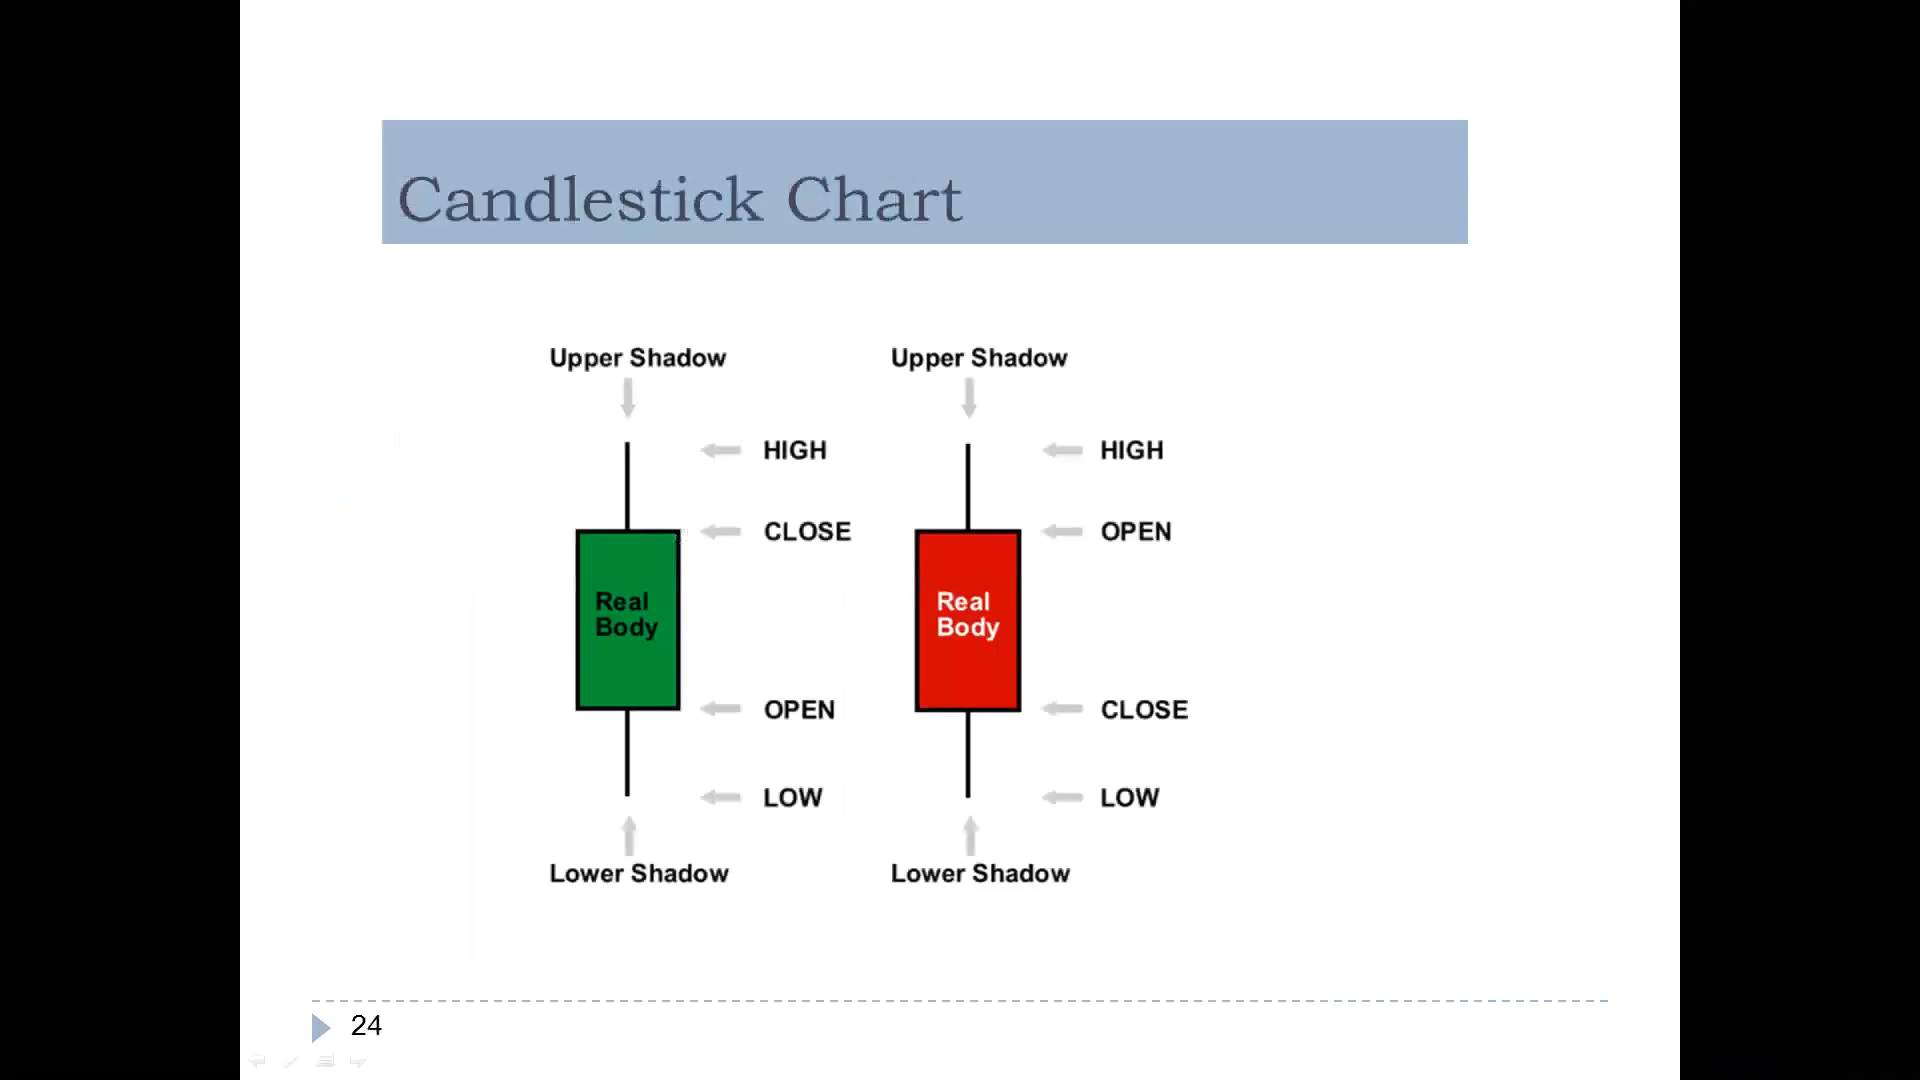 Candlestick Chart
Upper Shadow
Upper Shadow
HIGH
HIGH
CLOSE
OPEN
Real
Body
Real
Body
OPEN
CLOSE
LOW
LOW
Lower Shadow
Lower Shadow
24